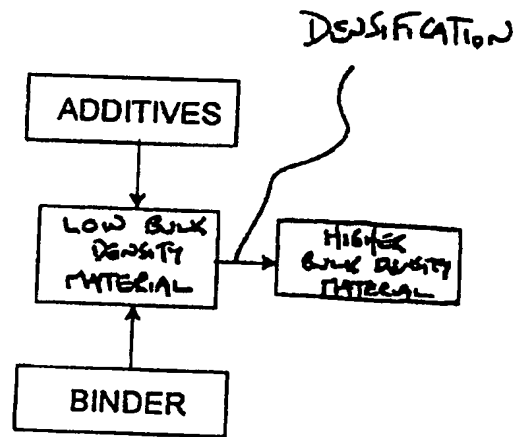 DENSIFICATION
ADDITIVES
LOW BULK
DENSITY
MATERIAL
HIGHER
BULK DENSITY
MATERIAL
BINDER